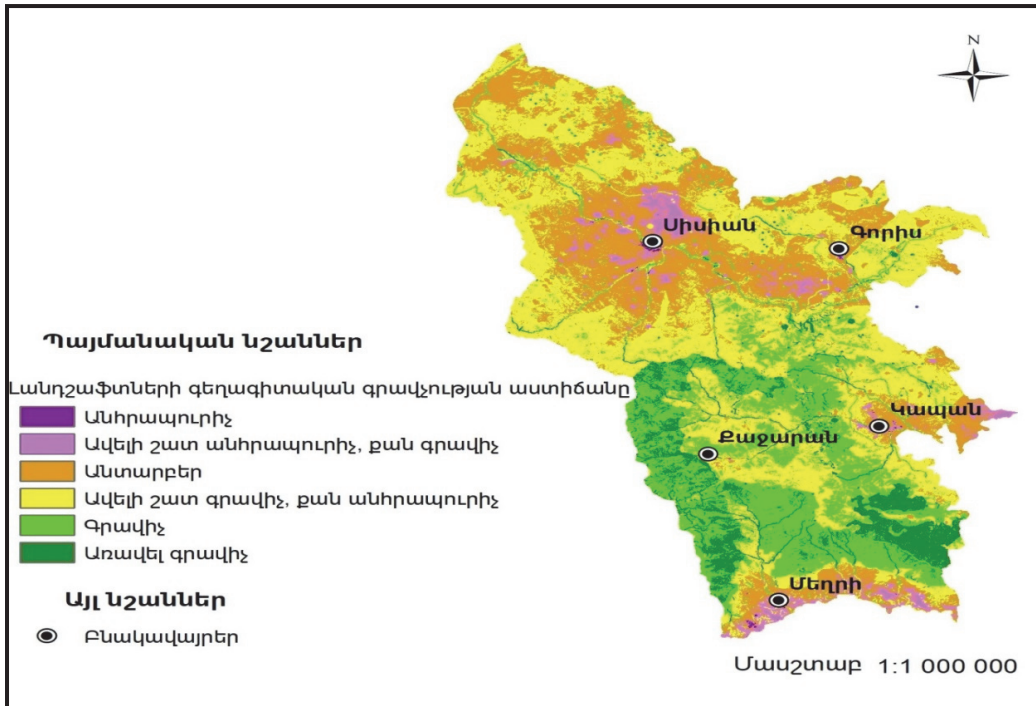 N
Սիսիան
Գորիս
Կապան
Քաջարան
Մեղրի
Պայմանական նշաններ
Լանդշաֆտների գեղագիտական գրավչության աստիճանը
Անհրապուրիչ
Ավելի շատ անհրապուրիչ, քան գրավիչ
Անտարբեր
Ավելի շատ գրավիչ, քան անհրապուրիչ
Գրավիչ
Առավել գրավիչ
Այլ նշաններ
Բնակավայրեր
Մասշտաբ 1:1 000 000